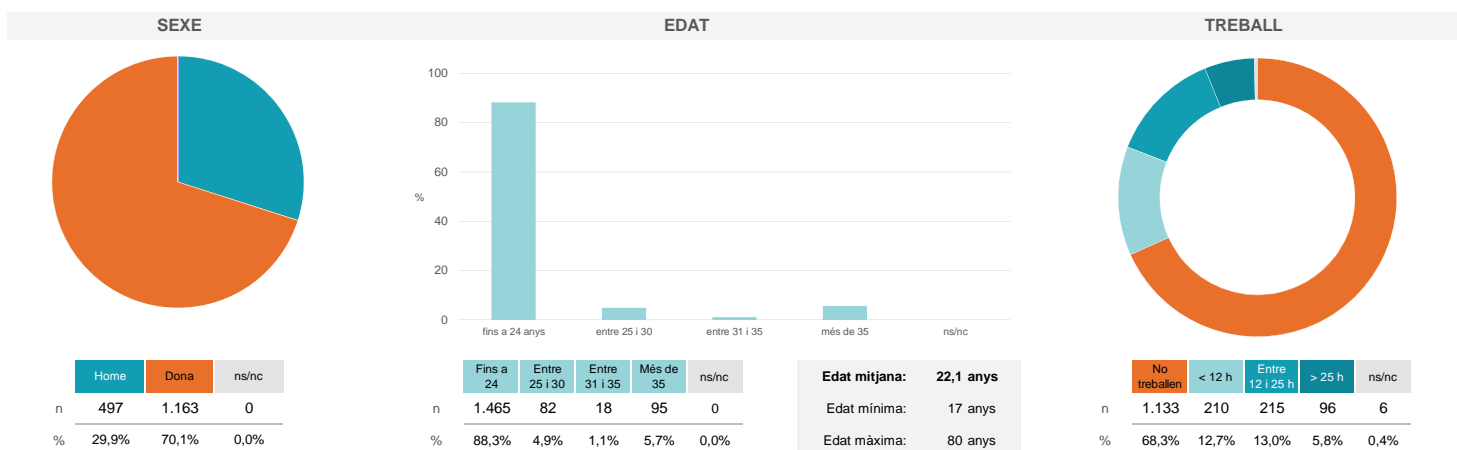 SEXE
EDAT
TREBALL
100
80
60
%
40
20
0
fins a 24 anys
entre 25 i 30
entre 31 i 35
més de 35
ns/nc
Home Dona ns/nc
n 497 1.163 0
% 29,9% 70,1% 0,0%
Fins a 24
Entre 25 i 30
Entre 31 i 35
Més de 35
ns/nc
n 1.465 82 18 95 0
% 88,3% 4,9% 1,1% 5,7% 0,0%
Edat mitjana: 22,1 anys
Edat mínima: 17 anys
Edat màxima: 80 anys
No treballen
< 12 h
Entre 12 i 25 h
> 25 h
ns/nc
n 1.133 210 215 96 6
% 68,3% 12,7% 13,0% 5,8% 0,4%